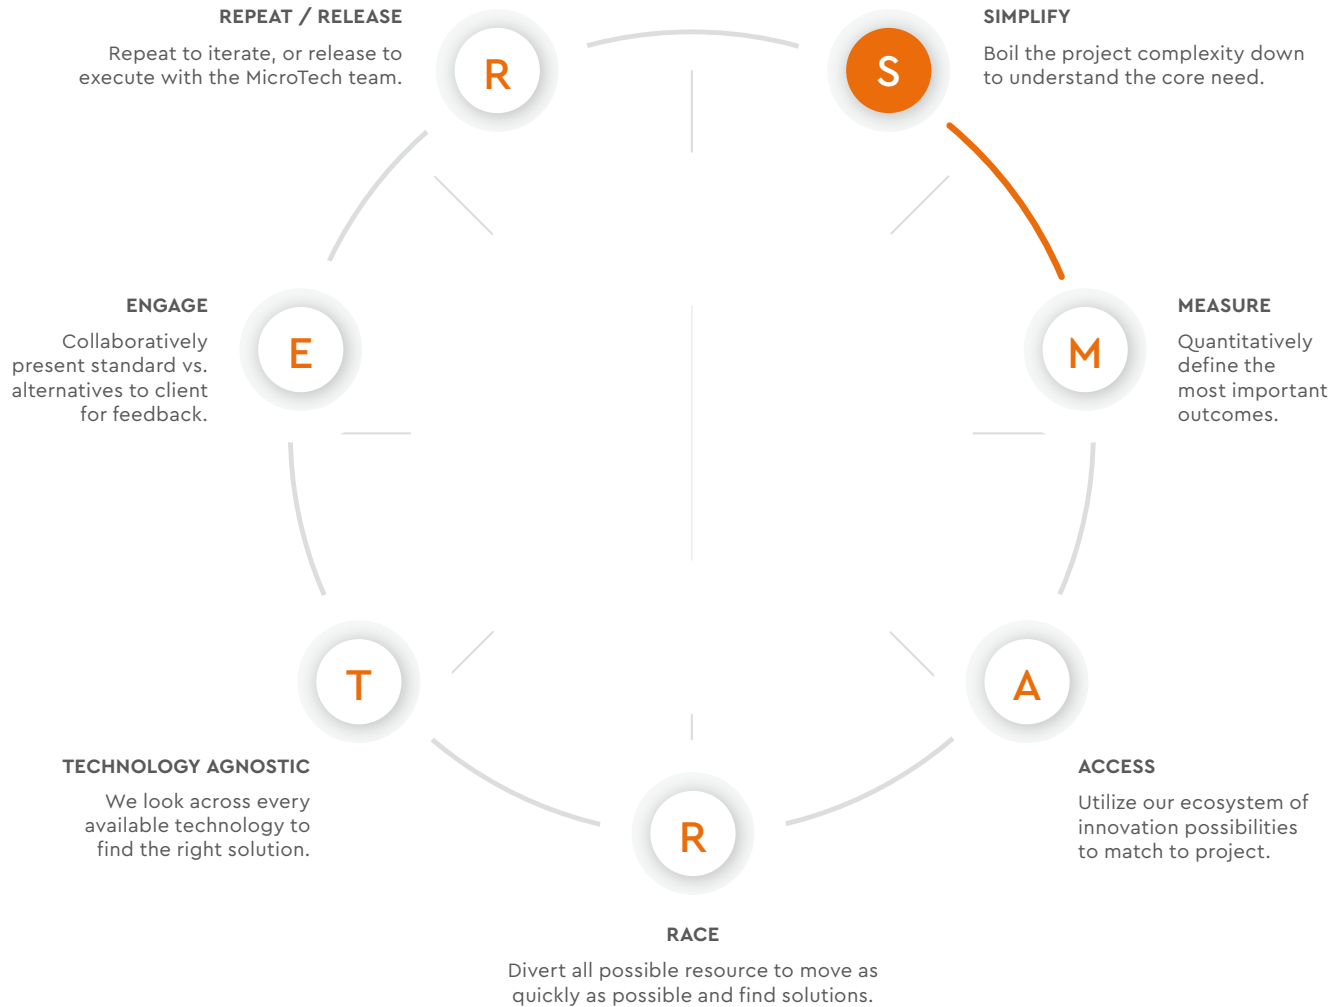 S
SIMPLIFY
Boil the project complexity down
to understand the core need.
M
MEASURE
Quantitatively
define the
most important
outcomes.
A
ACCESS
Utilize our ecosystem of
innovation possibilities
to match to project.
R
RACE
Divert all possible resource to move as
quickly as possible and find solutions.
T
TECHNOLOGY AGNOSTIC
We look across every
available technology to
find the right solution.
E
ENGAGE
Collaboratively
present standard vs.
alternatives to client
for feedback.
R
REPEAT / RELEASE
Repeat to iterate, or release to
execute with the MicroTech team.